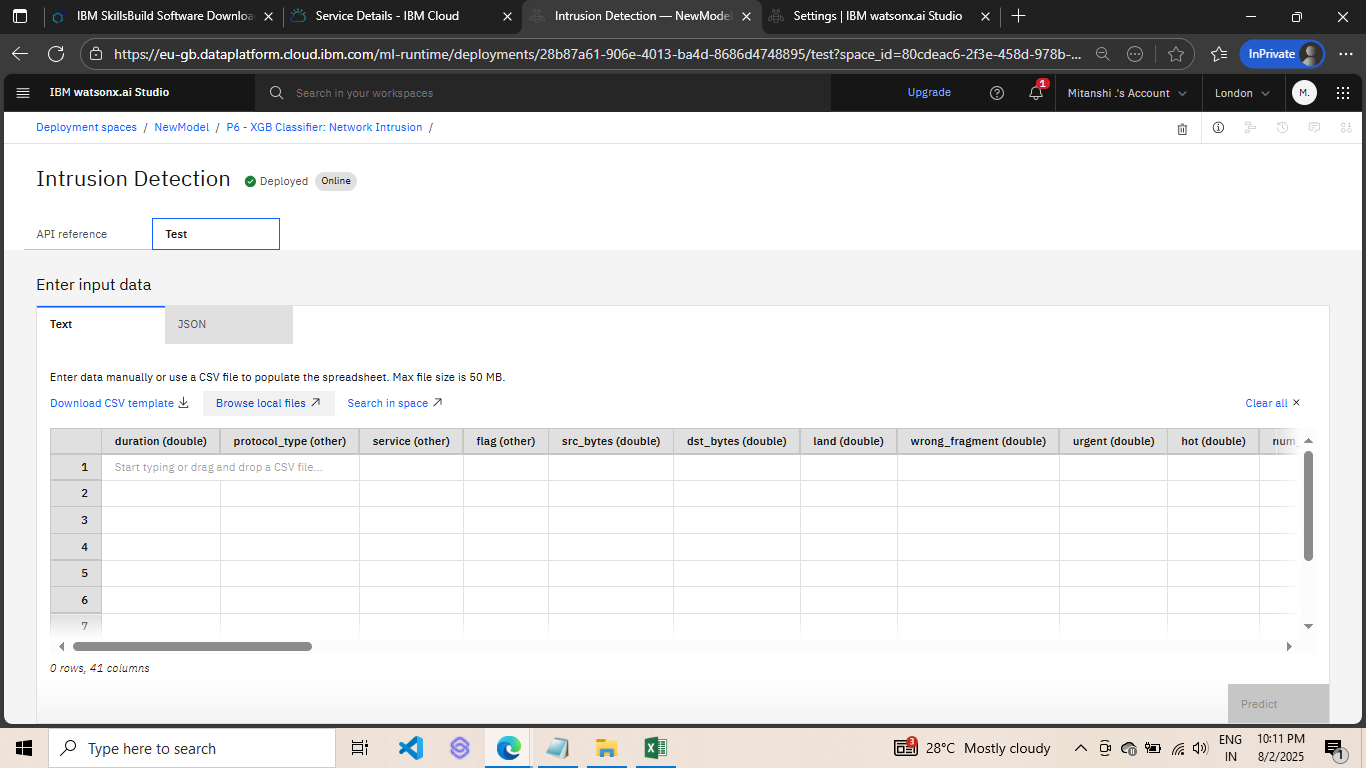 IBM SkillsBuild Software Downloa
Service Details - IBM Cloud
Intrusion Detection — NewModel
Settings | IBM watsonx.ai Studio
https://eu-gb.dataplatform.cloud.ibm.com/ml-runtime/deployments/28b87a61-906e-4013-ba4d-8686d4748895/test?space_id=80cdeac6-2f3e-458d-978b-...
InPrivate
IBM watsonx.ai Studio
Search in your workspaces
Upgrade
1
Mitanshi .'s Account
London
M.
Deployment spaces / NewModel / P6 - XGB Classifier: Network Intrusion /
Intrusion Detection
Deployed
Online
API reference
Test
Enter input data
Text
JSON
Enter data manually or use a CSV file to populate the spreadsheet. Max file size is 50 MB.
Download CSV template
Browse local files
Search in space
Clear all
duration (double) protocol_type (other) service (other) flag (other) src_bytes (double) dst_bytes (double) land (double) wrong_fragment (double) urgent (double) hot (double) num_
1 Start typing or drag and drop a CSV file...
2
3
4
5
6
7
0 rows, 41 columns
Predict
Type here to search
3
28°C Mostly cloudy
ENG
IN
10:11 PM
8/2/2025
1